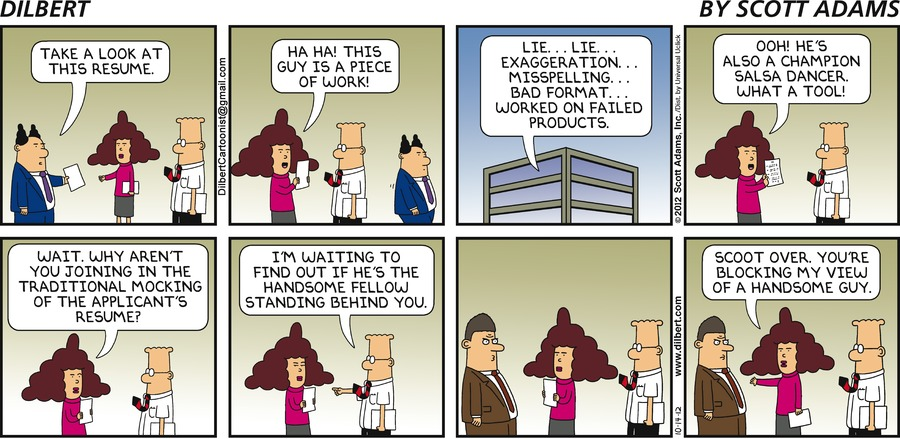 DILBERT
BY SCOTT ADAMS
TAKE A LOOK AT
THIS RESUME.
DilbertCartoonist@gmail.com
HA HA! THIS
GUY IS A PIECE
OF WORK!
LIE... LIE...
EXAGGERATION...
MISSPELLING...
BAD FORMAT...
WORKED ON FAILED
PRODUCTS.
©2012 Scott Adams, Inc./Dist. by Universal Uclick
OOH! HE'S
ALSO A CHAMPION
SALSA DANCER.
WHAT A TOOL!
WAIT. WHY AREN'T
YOU JOINING IN THE
TRADITIONAL MOCKING
OF THE APPLICANT'S
RESUME?
I'M WAITING TO
FIND OUT IF HE'S THE
HANDSOME FELLOW
STANDING BEHIND YOU.
www.dilbert.com
10-14-12
SCOOT OVER. YOU'RE
BLOCKING MY VIEW
OF A HANDSOME GUY.